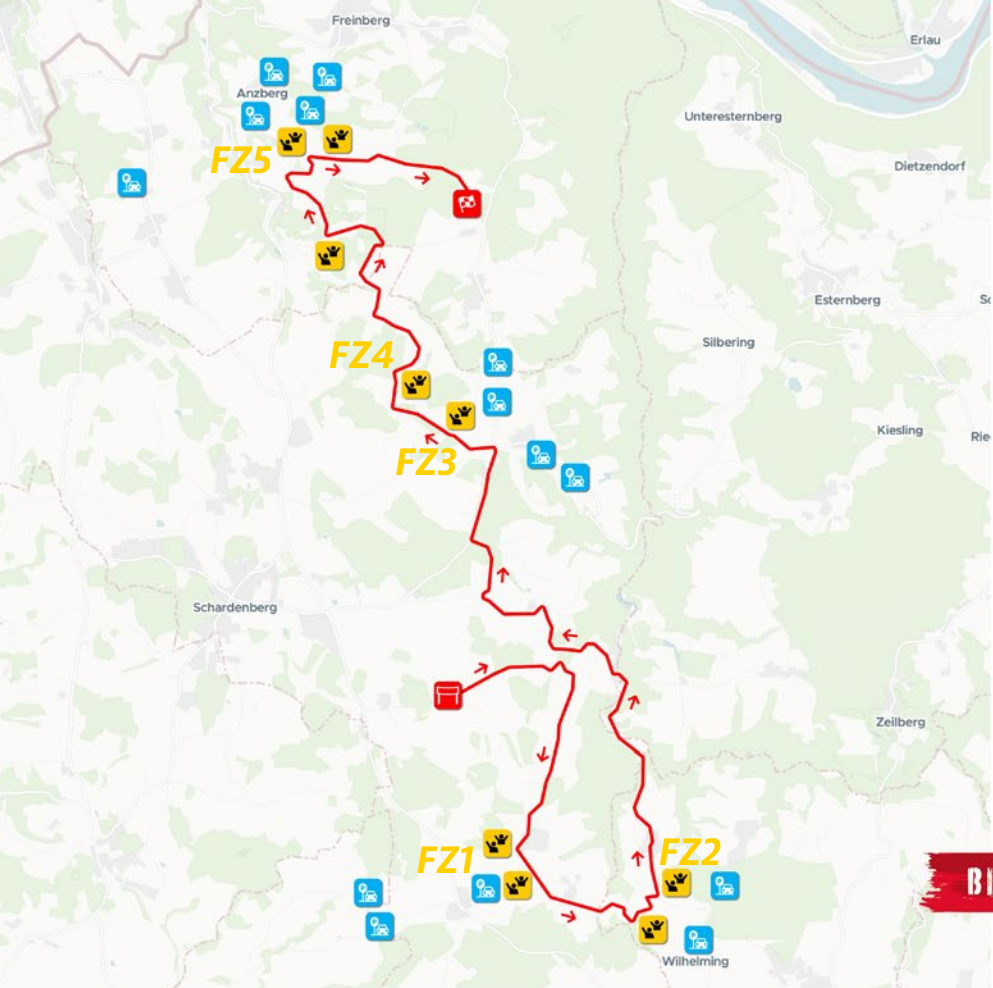 Freinberg
Erlau
Anzberg
Unteresternberg
FZ5
Dietzendorf
Esternberg
Silbering
FZ4
Kiesling
FZ3
Schardenberg
Zeilberg
FZ1
FZ2
Wilhelming